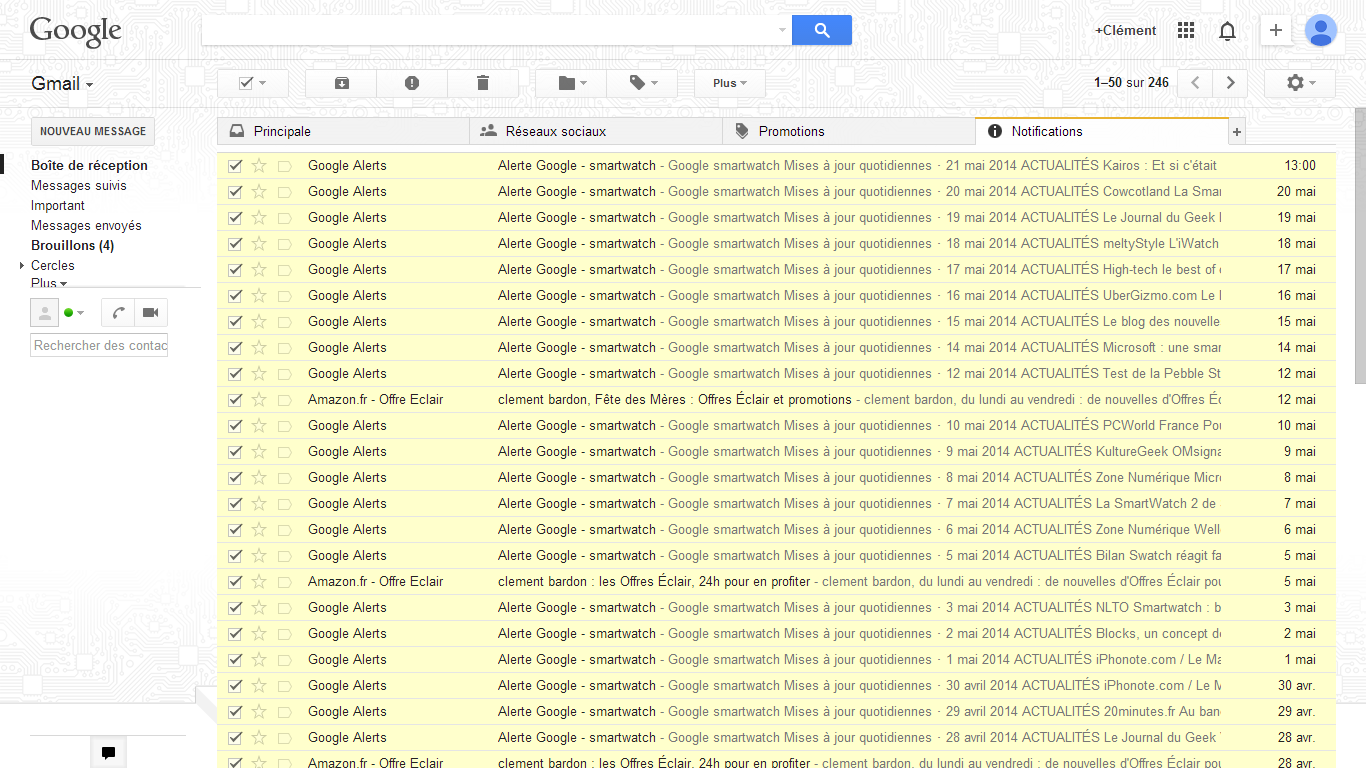 Google
+Clément
Gmail
Plus
1–50 sur 246
NOUVEAU MESSAGE
Boîte de réception
Messages suivis
Important
Messages envoyés
Brouillons (4)
Cercles
Plus
Rechercher des contac
Principale
Réseaux sociaux
Promotions
Notifications
+
Google Alerts Alerte Google - smartwatch - Google smartwatch Mises à jour quotidiennes · 21 mai 2014 ACTUALITÉS Kairos : Et si c'était 13:00
Google Alerts Alerte Google - smartwatch - Google smartwatch Mises à jour quotidiennes · 20 mai 2014 ACTUALITÉS Cowcotland La Smar 20 mai
Google Alerts Alerte Google - smartwatch - Google smartwatch Mises à jour quotidiennes · 19 mai 2014 ACTUALITÉS Le Journal du Geek 19 mai
Google Alerts Alerte Google - smartwatch - Google smartwatch Mises à jour quotidiennes · 18 mai 2014 ACTUALITÉS meltyStyle L'iWatch 18 mai
Google Alerts Alerte Google - smartwatch - Google smartwatch Mises à jour quotidiennes · 17 mai 2014 ACTUALITÉS High-tech le best of 17 mai
Google Alerts Alerte Google - smartwatch - Google smartwatch Mises à jour quotidiennes · 16 mai 2014 ACTUALITÉS UberGizmo.com Le 16 mai
Google Alerts Alerte Google - smartwatch - Google smartwatch Mises à jour quotidiennes · 15 mai 2014 ACTUALITÉS Le blog des nouvelle 15 mai
Google Alerts Alerte Google - smartwatch - Google smartwatch Mises à jour quotidiennes · 14 mai 2014 ACTUALITÉS Microsoft : une smar 14 mai
Google Alerts Alerte Google - smartwatch - Google smartwatch Mises à jour quotidiennes · 12 mai 2014 ACTUALITÉS Test de la Pebble St 12 mai
Amazon.fr - Offre Eclair clement bardon, Fête des Mères : Offres Éclair et promotions - clement bardon, du lundi au vendredi : de nouvelles d'Offres Éc 12 mai
Google Alerts Alerte Google - smartwatch - Google smartwatch Mises à jour quotidiennes · 10 mai 2014 ACTUALITÉS PCWorld France Pou 10 mai
Google Alerts Alerte Google - smartwatch - Google smartwatch Mises à jour quotidiennes · 9 mai 2014 ACTUALITÉS KultureGeek OMsigna 9 mai
Google Alerts Alerte Google - smartwatch - Google smartwatch Mises à jour quotidiennes · 8 mai 2014 ACTUALITÉS Zone Numérique Micro 8 mai
Google Alerts Alerte Google - smartwatch - Google smartwatch Mises à jour quotidiennes · 7 mai 2014 ACTUALITÉS La SmartWatch 2 de 7 mai
Google Alerts Alerte Google - smartwatch - Google smartwatch Mises à jour quotidiennes · 6 mai 2014 ACTUALITÉS Zone Numérique Well 6 mai
Google Alerts Alerte Google - smartwatch - Google smartwatch Mises à jour quotidiennes · 5 mai 2014 ACTUALITÉS Bilan Swatch réagit fa 5 mai
Amazon.fr - Offre Eclair clement bardon : les Offres Éclair, 24h pour en profiter - clement bardon, du lundi au vendredi : de nouvelles d'Offres Éclair pou 5 mai
Google Alerts Alerte Google - smartwatch - Google smartwatch Mises à jour quotidiennes · 3 mai 2014 ACTUALITÉS NLTO Smartwatch : b 3 mai
Google Alerts Alerte Google - smartwatch - Google smartwatch Mises à jour quotidiennes · 2 mai 2014 ACTUALITÉS Blocks, un concept de 2 mai
Google Alerts Alerte Google - smartwatch - Google smartwatch Mises à jour quotidiennes · 1 mai 2014 ACTUALITÉS iPhonote.com / Le Ma 1 mai
Google Alerts Alerte Google - smartwatch - Google smartwatch Mises à jour quotidiennes · 30 avril 2014 ACTUALITÉS iPhonote.com / Le M 30 avr.
Google Alerts Alerte Google - smartwatch - Google smartwatch Mises à jour quotidiennes · 29 avril 2014 ACTUALITÉS 20minutes.fr Au ban 29 avr.
Google Alerts Alerte Google - smartwatch - Google smartwatch Mises à jour quotidiennes · 28 avril 2014 ACTUALITÉS Le Journal du Geek 28 avr.
Amazon.fr - Offre Eclair clement bardon : les Offres Éclair, 24h pour en profiter - clement bardon, du lundi au vendredi : de nouvelles d'Offres Éclair pou 28 avr.